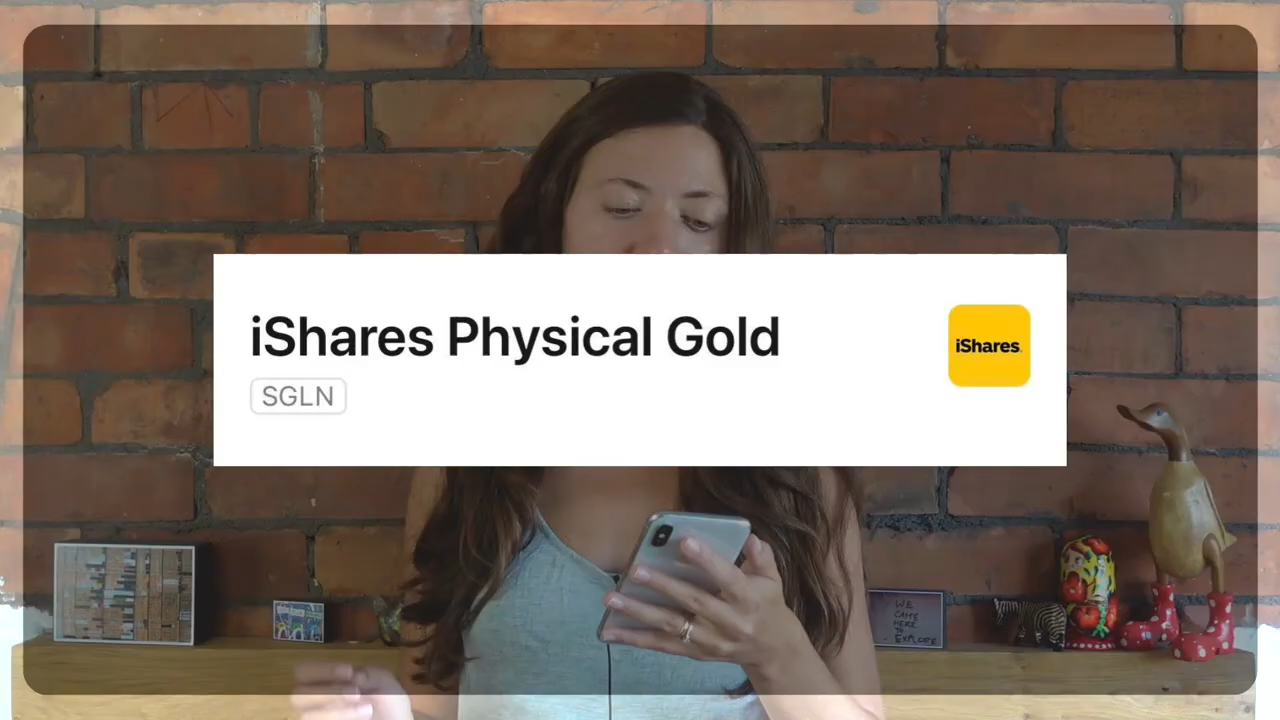 iShares Physical Gold
iShares.
SGLN
WE
CAME
HERE
TO
EXPLORE